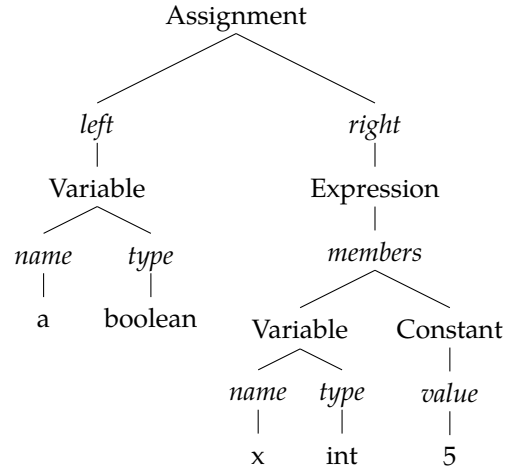 Assignment
left right
Variable Expression
name type members
a boolean Variable Constant
name type value
x int 5